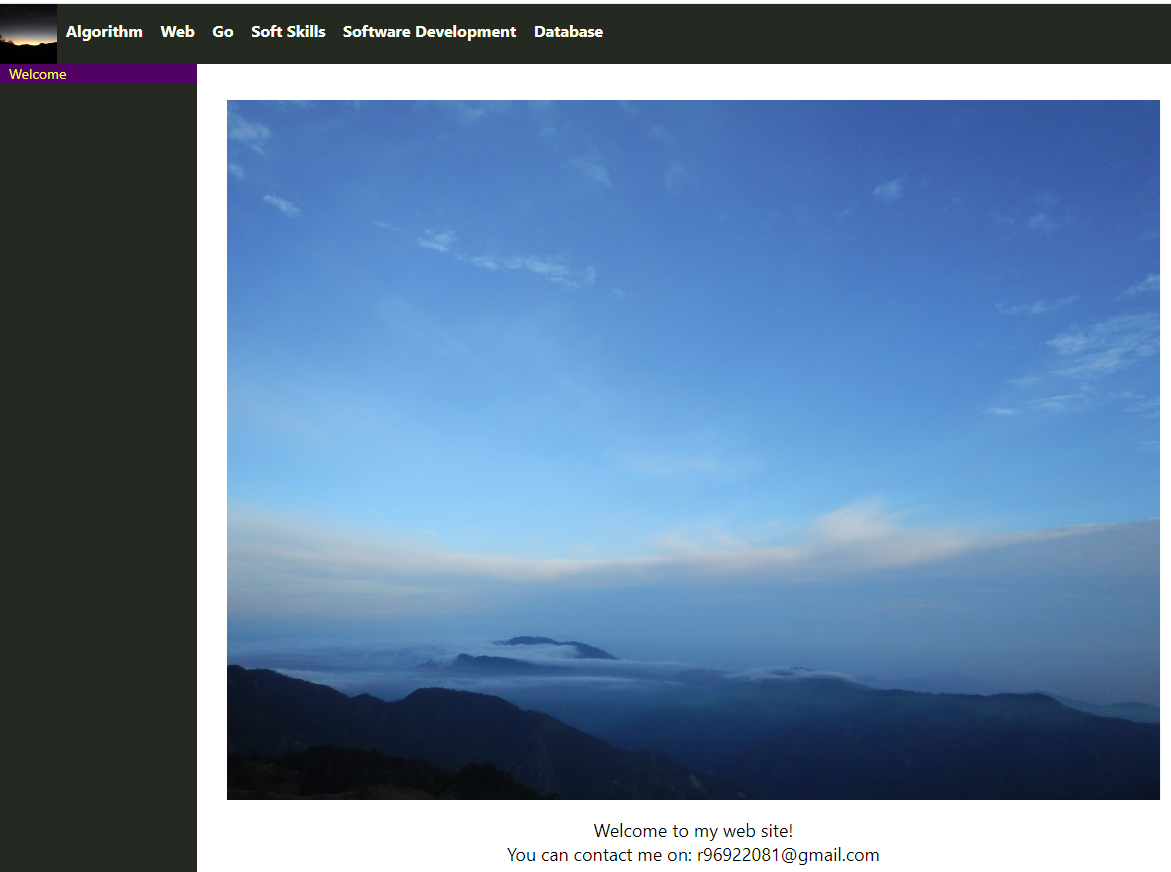 Algorithm Web Go Soft Skills Software Development Database
Welcome
Welcome to my web site!
You can contact me on: r96922081@gmail.com